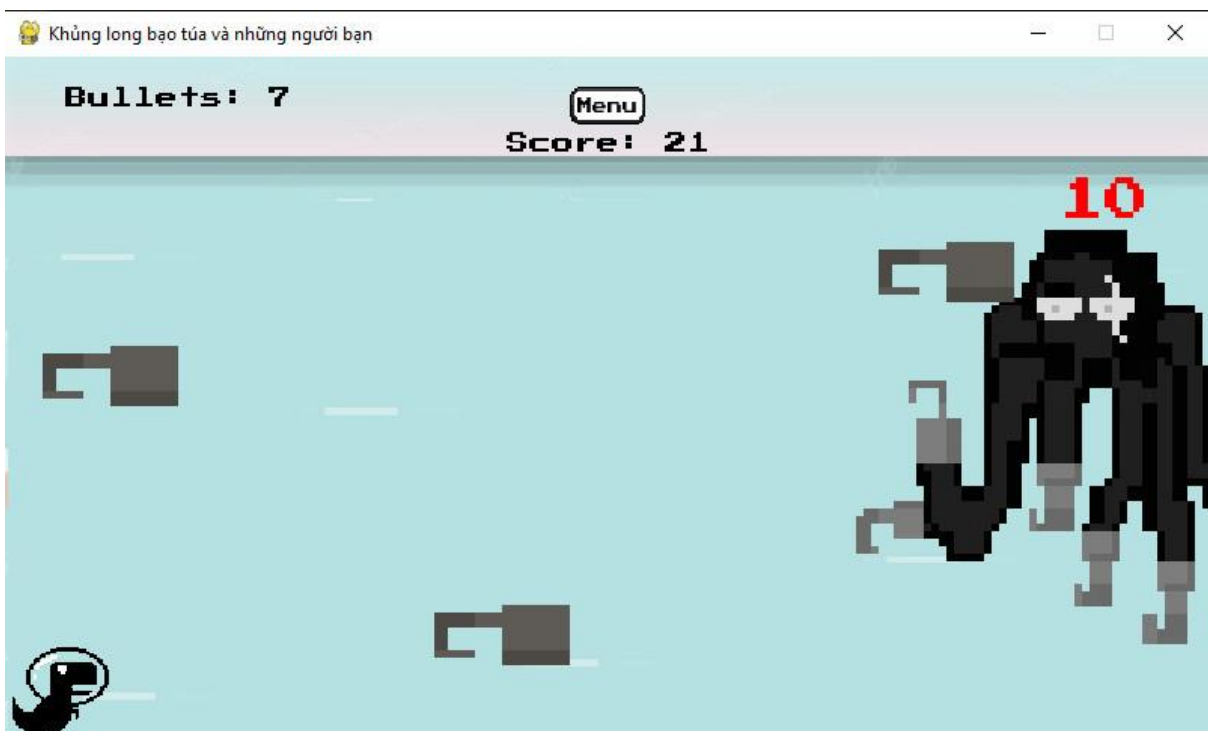 Khủng long bạo túa và những người bạn
Bullets: 7
Menu
Score: 21
10